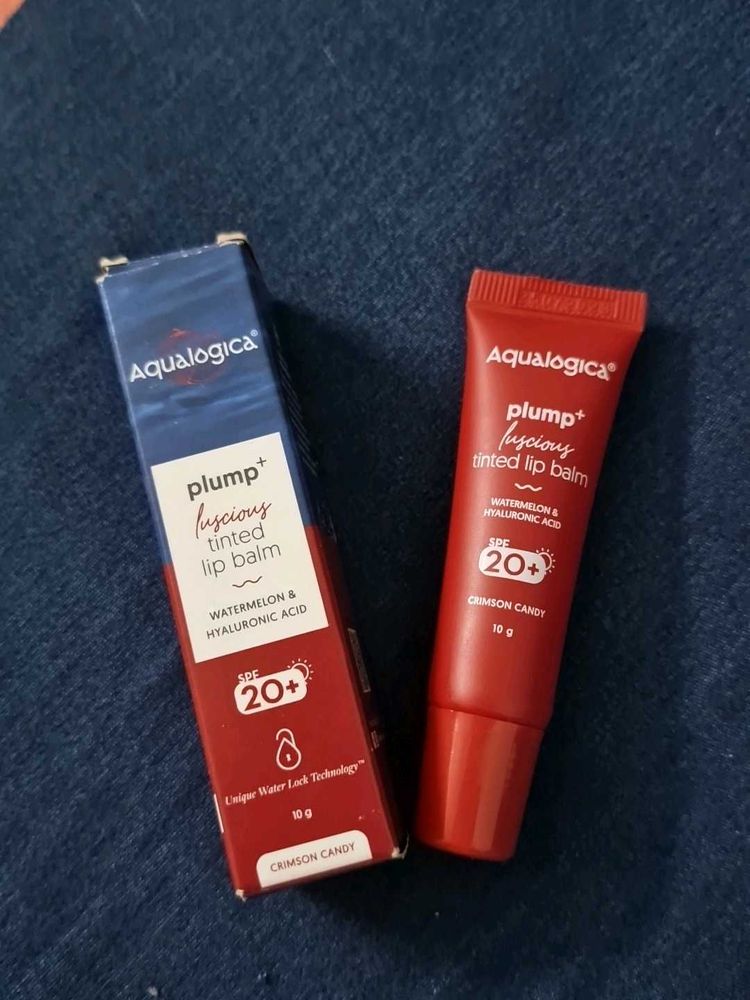 Aqualogica®
plump+
luscious
tinted
lip balm
WATERMELON &
HYALURONIC ACID
SPF
20+
Unique Water Lock Technology™
10 g
CRIMSON CANDY
Aqualogica®
plump+
luscious
tinted lip balm
WATERMELON &
HYALURONIC ACID
SPF
20+
CRIMSON CANDY
10 g